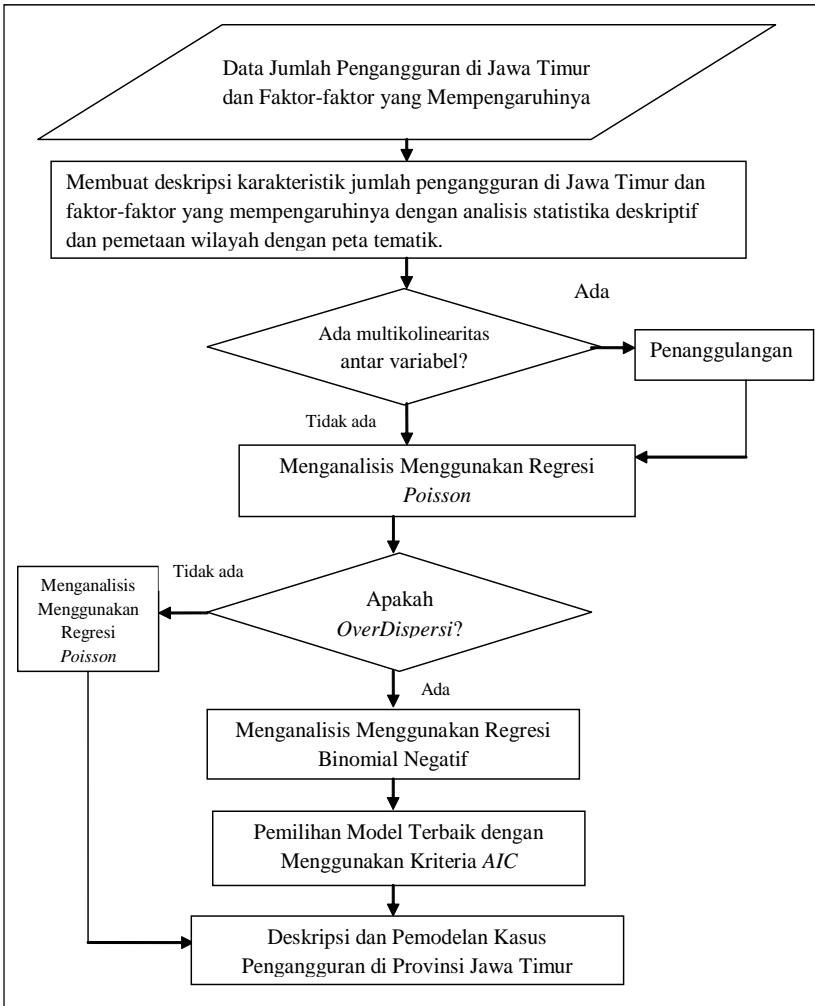 Data Jumlah Pengangguran di Jawa Timur
dan Faktor-faktor yang Mempengaruhinya
Membuat deskripsi karakteristik jumlah pengangguran di Jawa Timur dan
faktor-faktor yang mempengaruhinya dengan analisis statistika deskriptif
dan pemetaan wilayah dengan peta tematik.
Ada
Ada multikolinearitas
antar variabel?
Penanggulangan
Tidak ada
Menganalisis Menggunakan Regresi
Poisson
Tidak ada
Menganalisis
Menggunakan
Regresi
Poisson
Apakah
OverDispersi?
Ada
Menganalisis Menggunakan Regresi
Binomial Negatif
Pemilihan Model Terbaik dengan
Menggunakan Kriteria AIC
Deskripsi dan Pemodelan Kasus
Pengangguran di Provinsi Jawa Timur